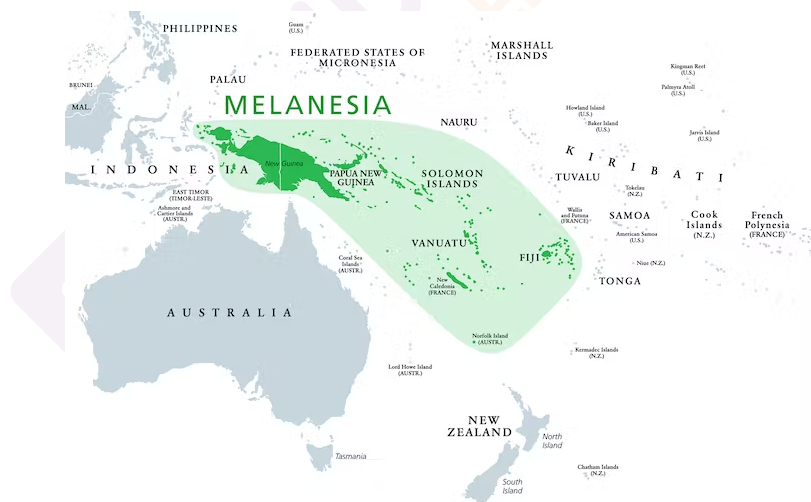 PHILIPPINES
Guam
(U.S.)
FEDERATED STATES OF
MICRONESIA
MARSHALL
ISLANDS
BRUNEI
MAL.
PALAU
MELANESIA
Kingman Reef
(U.S.)
Palmyra Atoll
(U.S.)
NAURU
Howland Island
(U.S.)
Baker Island
(U.S.)
Jarvis Island
(U.S.)
KIRIBATI
INDONESIA
New Guinea
PAPUA NEW
GUINEA
SOLOMON
ISLANDS
TUVALU
Tokelau
(N.Z.)
EAST TIMOR
(TIMOR-LESTE)
Ashmore and
Cartier Islands
(AUSTR.)
Wallis
and Futuna
(FRANCE)
SAMOA
American Samoa
(U.S.)
Cook
Islands
(N.Z.)
French
Polynesia
(FRANCE)
VANUATU
FIJI
Coral Sea
Islands
(AUSTR.)
Niue (N.Z.)
New
Caledonia
(FRANCE)
TONGA
AUSTRALIA
Norfolk Island
(AUSTR.)
Kermadec Islands
(N.Z.)
Lord Howe Island
(AUSTR.)
NEW
ZEALAND
North
Island
Tasmania
Chatham Islands
(N.Z.)
South
Island